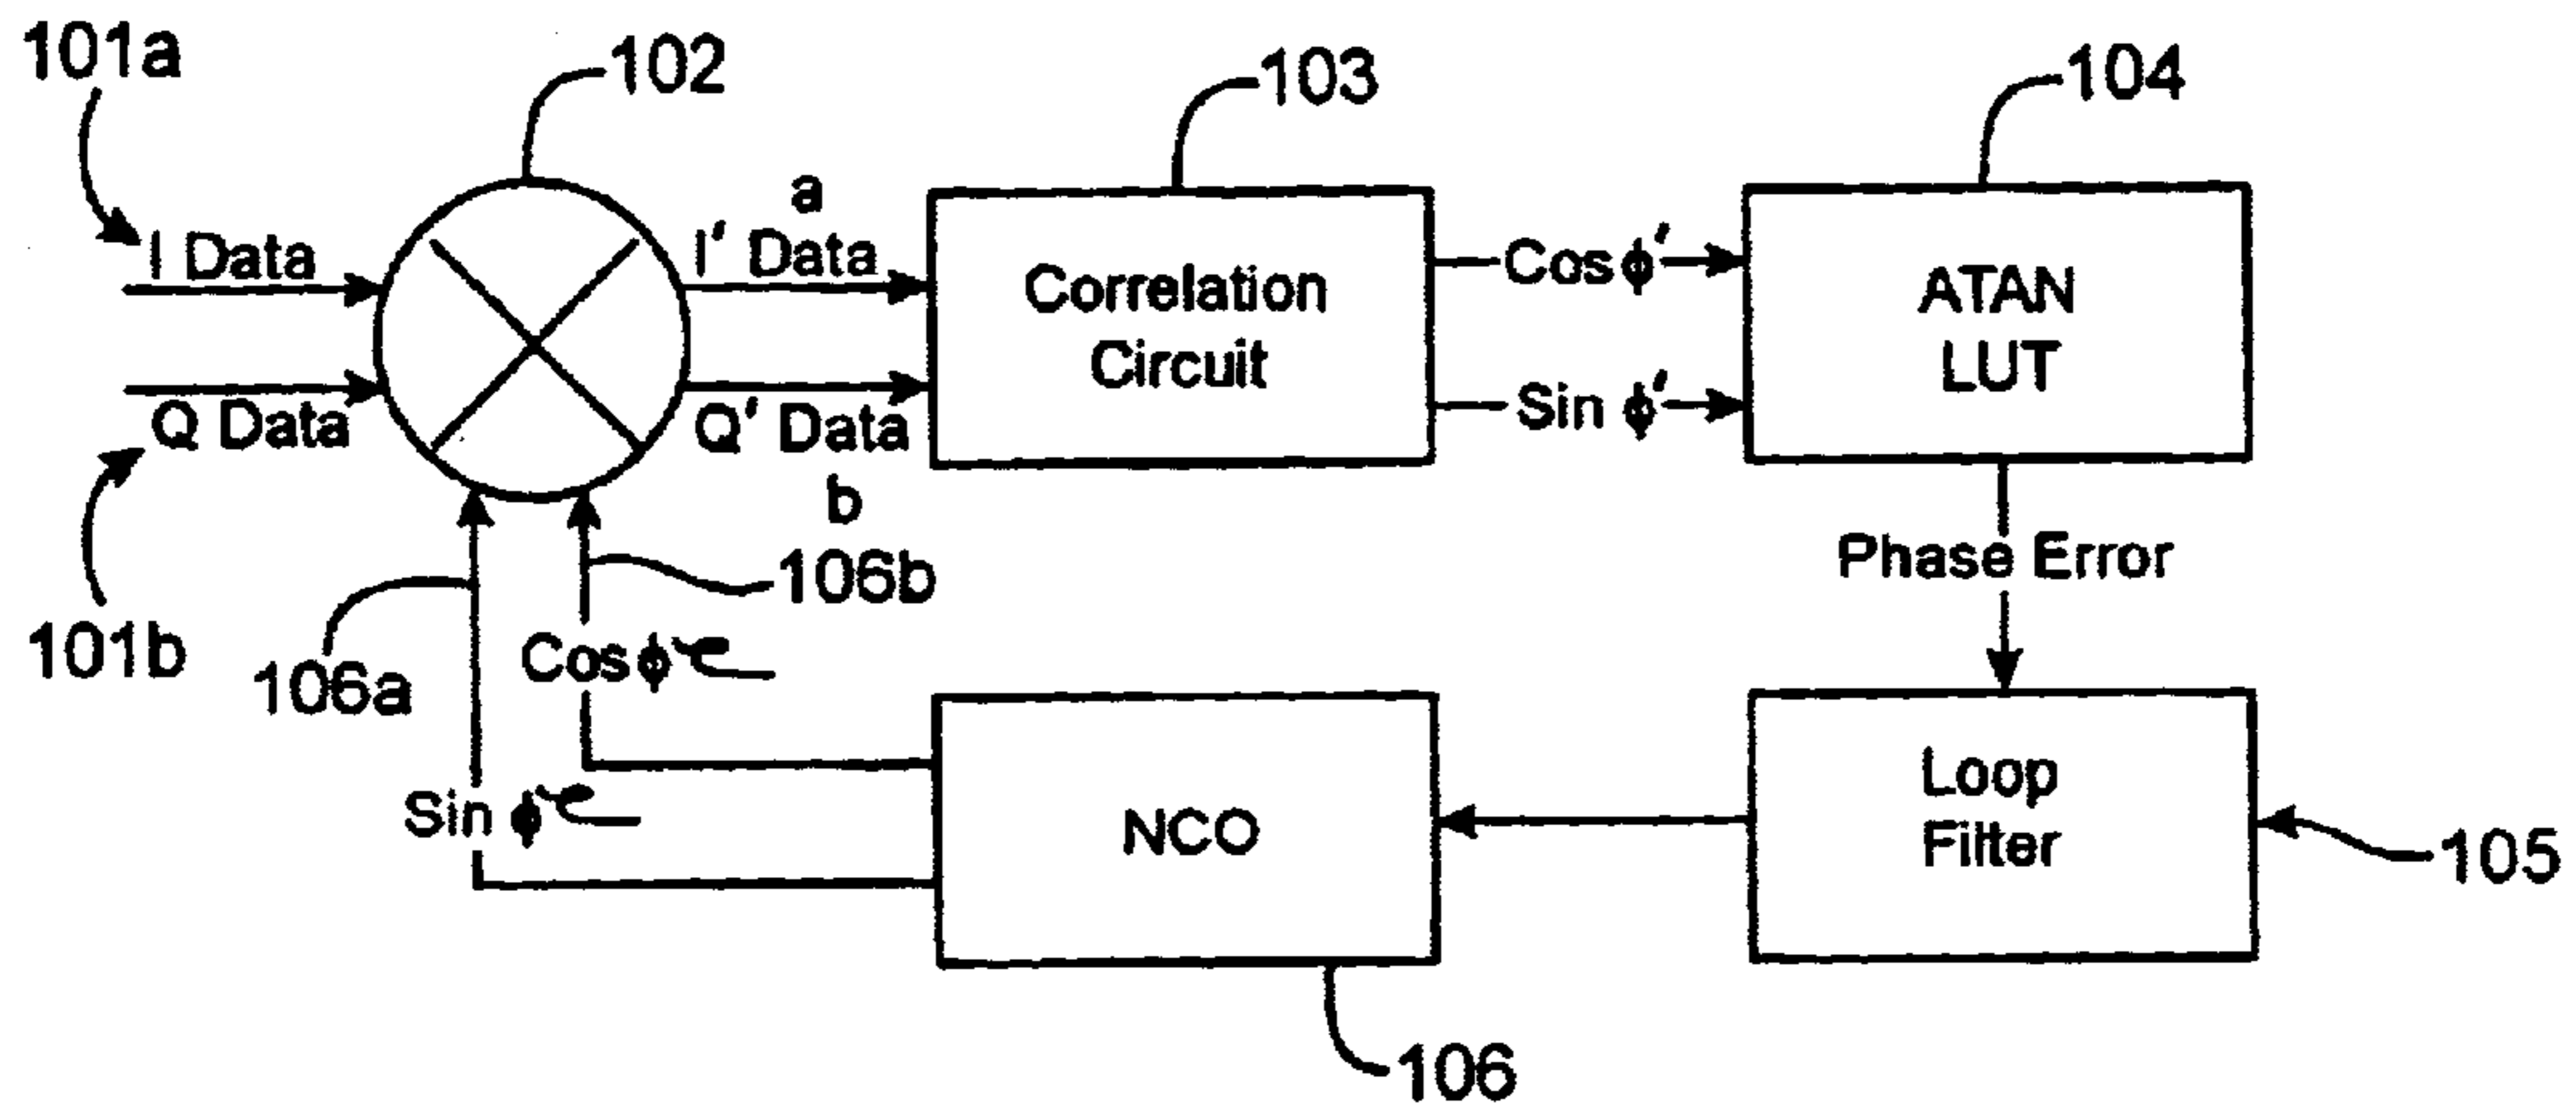 101a
102
103
104
a
I Data
I' Data
Cos ϕ'
Correlation
Circuit
ATAN
LUT
Q Data
Q' Data
Sin ϕ'
b
106b
Phase Error
101b
106a
Cos ϕ
Loop
Filter
Sin ϕ
NCO
105
106